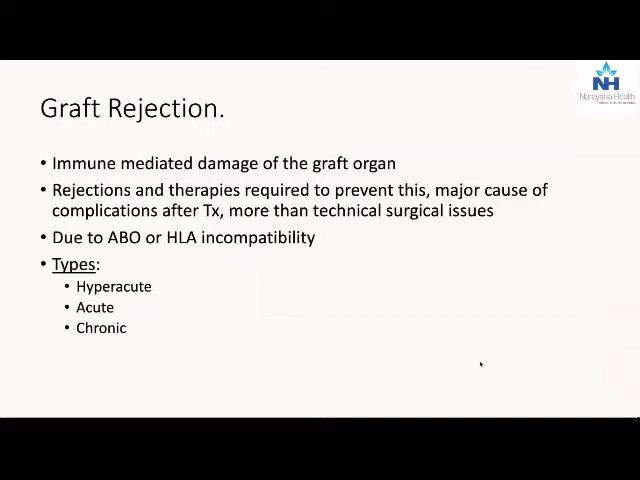 NH
Narayana Health
Graft Rejection.
• Immune mediated damage of the graft organ
• Rejections and therapies required to prevent this, major cause of
complications after Tx, more than technical surgical issues
• Due to ABO or HLA incompatibility
• Types:
• Hyperacute
• Acute
• Chronic